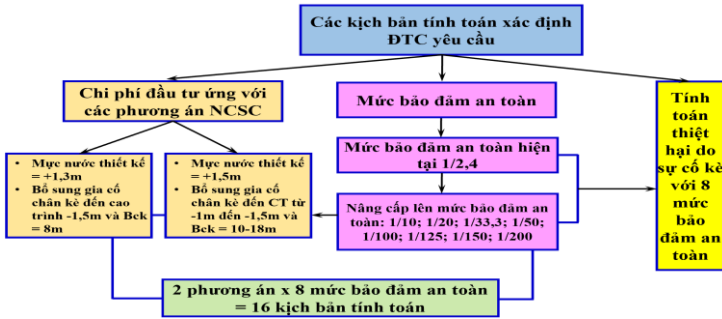 Các kịch bản tính toán xác định
ĐTC yêu cầu
Chi phí đầu tư ứng với
các phương án NCSC
Mức bảo đảm an toàn
Tính
toán
thiệt
hại do
sự cố kè
với 8
mức
bảo
đảm an
toàn
Mức bảo đảm an toàn hiện
tại 1/2,4
• Mực nước thiết kế
= +1,3m
• Bổ sung gia cố
chân kè đến cao
trình -1,5m và Bck
= 8m
• Mực nước thiết kế
= +1,5m
• Bổ sung gia cố
chân kè đến CT từ
-1m đến -1,5m và
Bck = 10-18m
Nâng cấp lên mức bảo đảm an
toàn: 1/10; 1/20; 1/33,3; 1/50;
1/100; 1/125; 1/150; 1/200
2 phương án x 8 mức bảo đảm an toàn
= 16 kịch bản tính toán